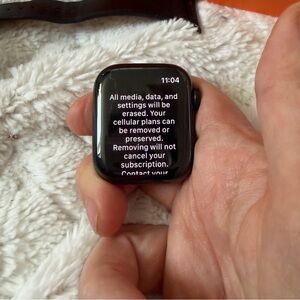 11:04
All media, data, and
settings will be
erased. Your
cellular plans can
be removed or
preserved.
Removing will not
cancel your
subscription.
Contact your